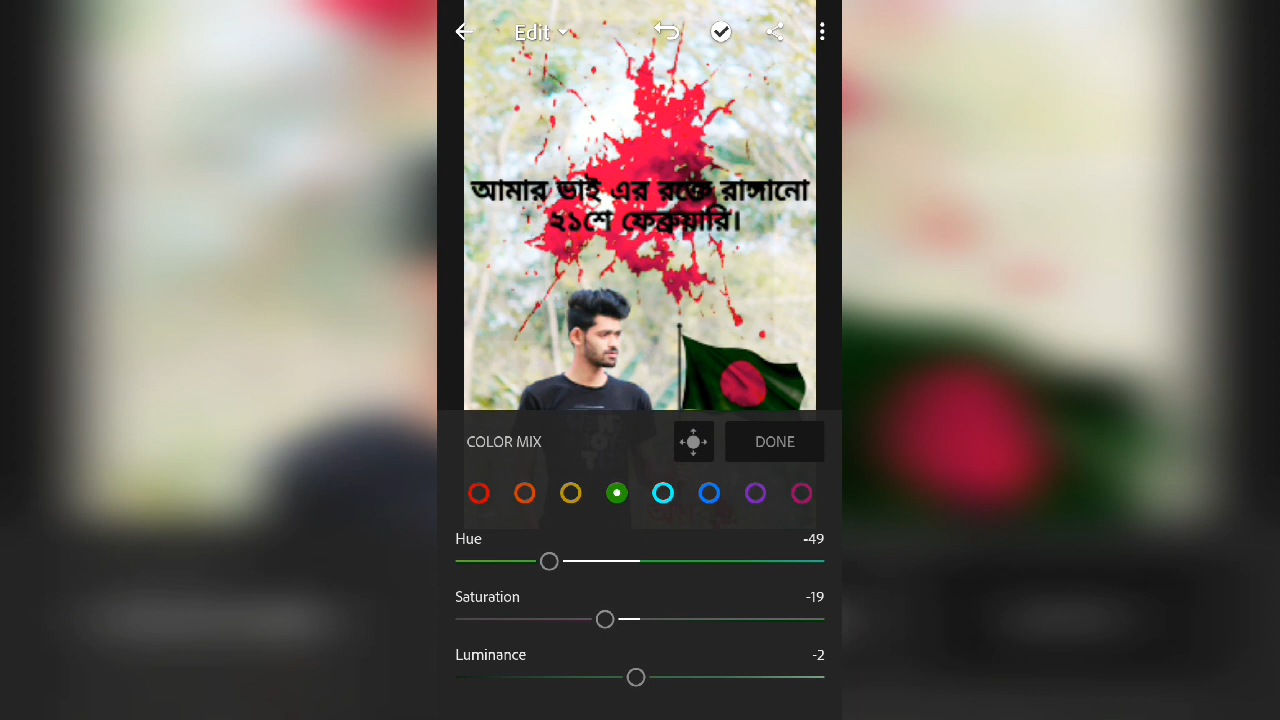 Edit
আমার ভাই এর রক্তে রাঙ্গানো
২১শে ফেব্রুয়ারি।
COLOR MIX
DONE
Hue -49
Saturation -19
Luminance -2